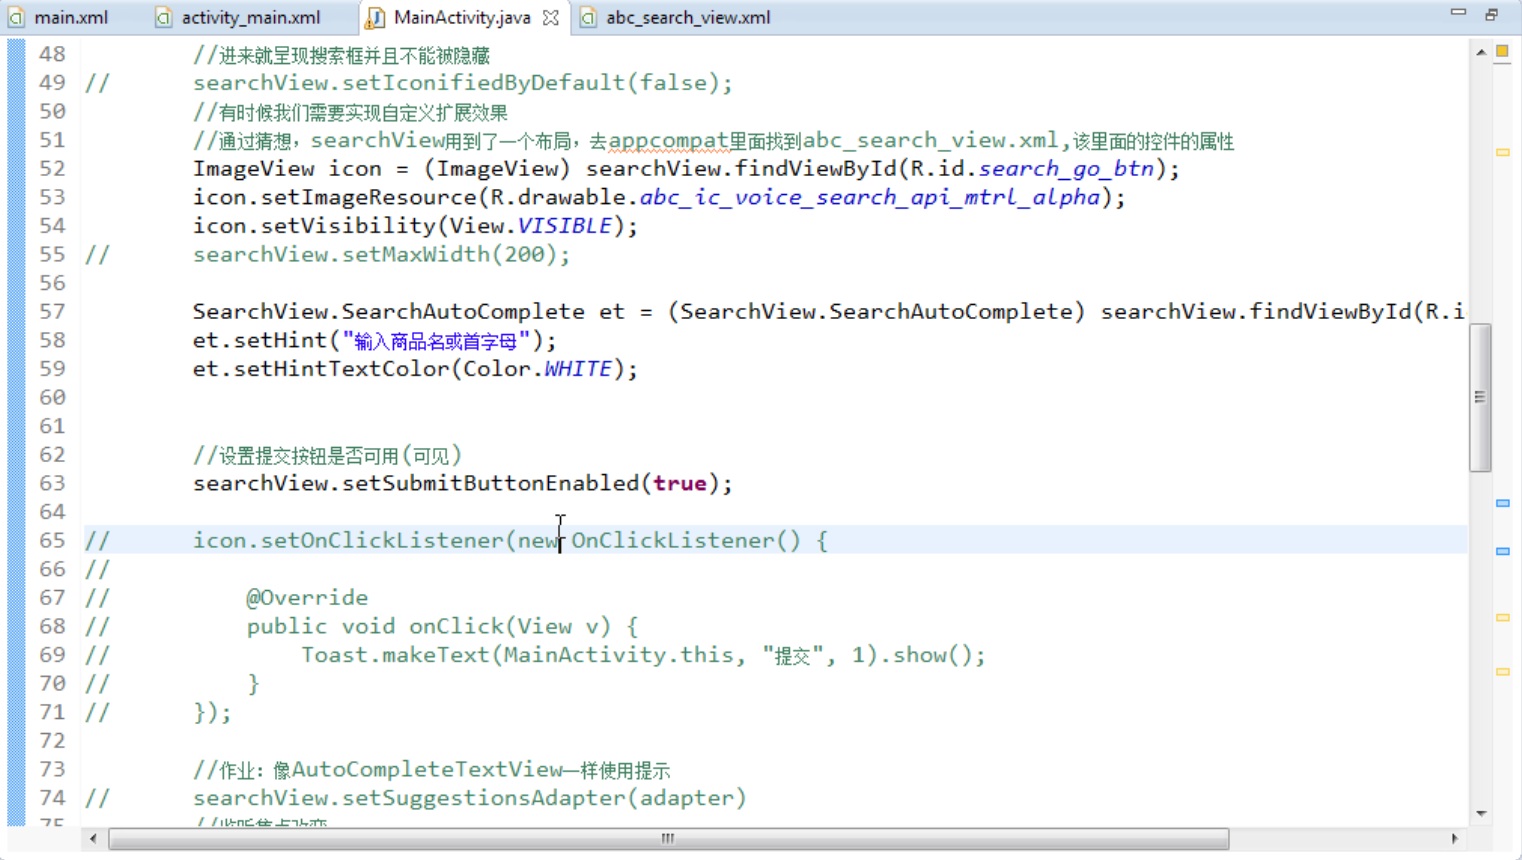 main.xml activity_main.xml MainActivity.java abc_search_view.xml
48 //进来就呈现搜索框并且不能被隐藏
49 // searchView.setIconifiedByDefault(false);
50 //有时候我们需要实现自定义扩展效果
51 //通过猜想，searchView用到了一个布局，去appcompat里面找到abc_search_view.xml,该里面的控件的属性
52 ImageView icon = (ImageView) searchView.findViewById(R.id.search_go_btn);
53 icon.setImageResource(R.drawable.abc_ic_voice_search_api_mtrl_alpha);
54 icon.setVisibility(View.VISIBLE);
55 // searchView.setMaxWidth(200);
56
57 SearchView.SearchAutoComplete et = (SearchView.SearchAutoComplete) searchView.findViewById(R.i
58 et.setHint("输入商品名或首字母");
59 et.setHintTextColor(Color.WHITE);
60
61
62 //设置提交按钮是否可用(可见)
63 searchView.setSubmitButtonEnabled(true);
64
65 // icon.setOnClickListener(new OnClickListener() {
66 //
67 // @Override
68 // public void onClick(View v) {
69 // Toast.makeText(MainActivity.this, "提交", 1).show();
70 // }
71 // });
72
73 //作业：像AutoCompleteTextView一样使用提示
74 // searchView.setSuggestionsAdapter(adapter)
75 //监听焦点改变